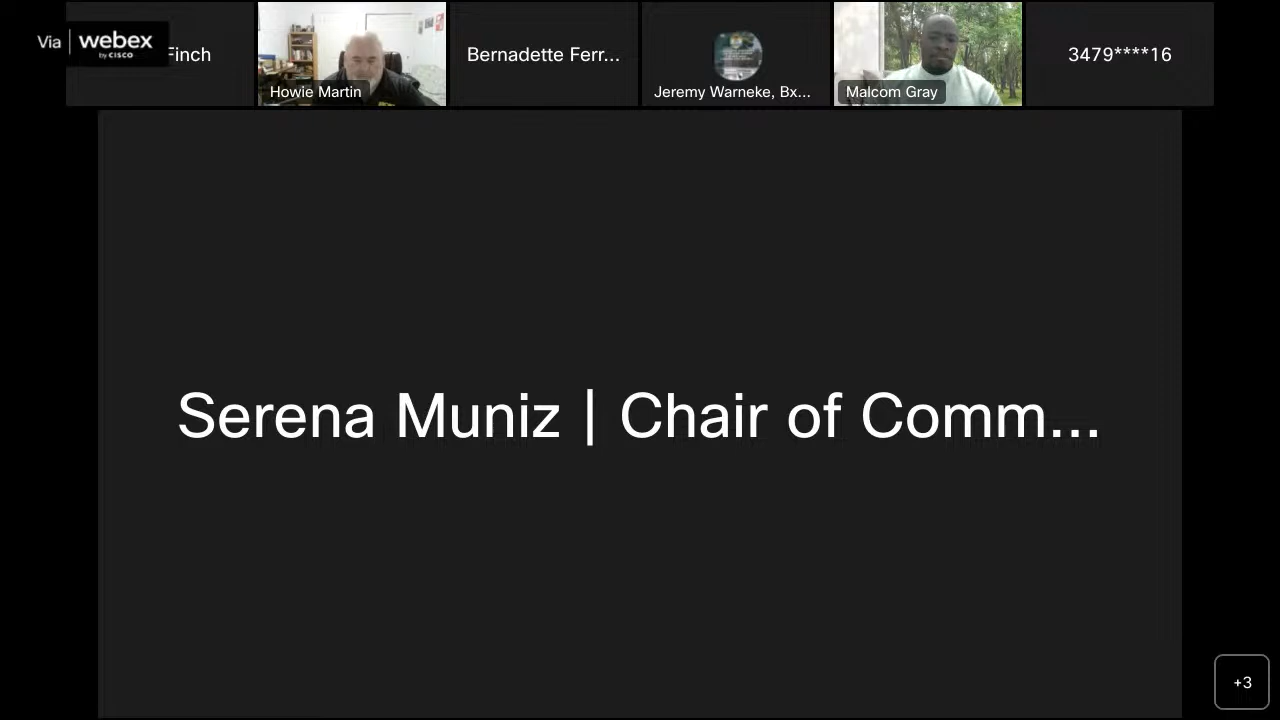 Via webex
by CISCO
Finch
Howie Martin
Bernadette Ferr...
Jeremy Warneke, Bx...
Malcom Gray
3479****16
Serena Muniz | Chair of Comm...
+3